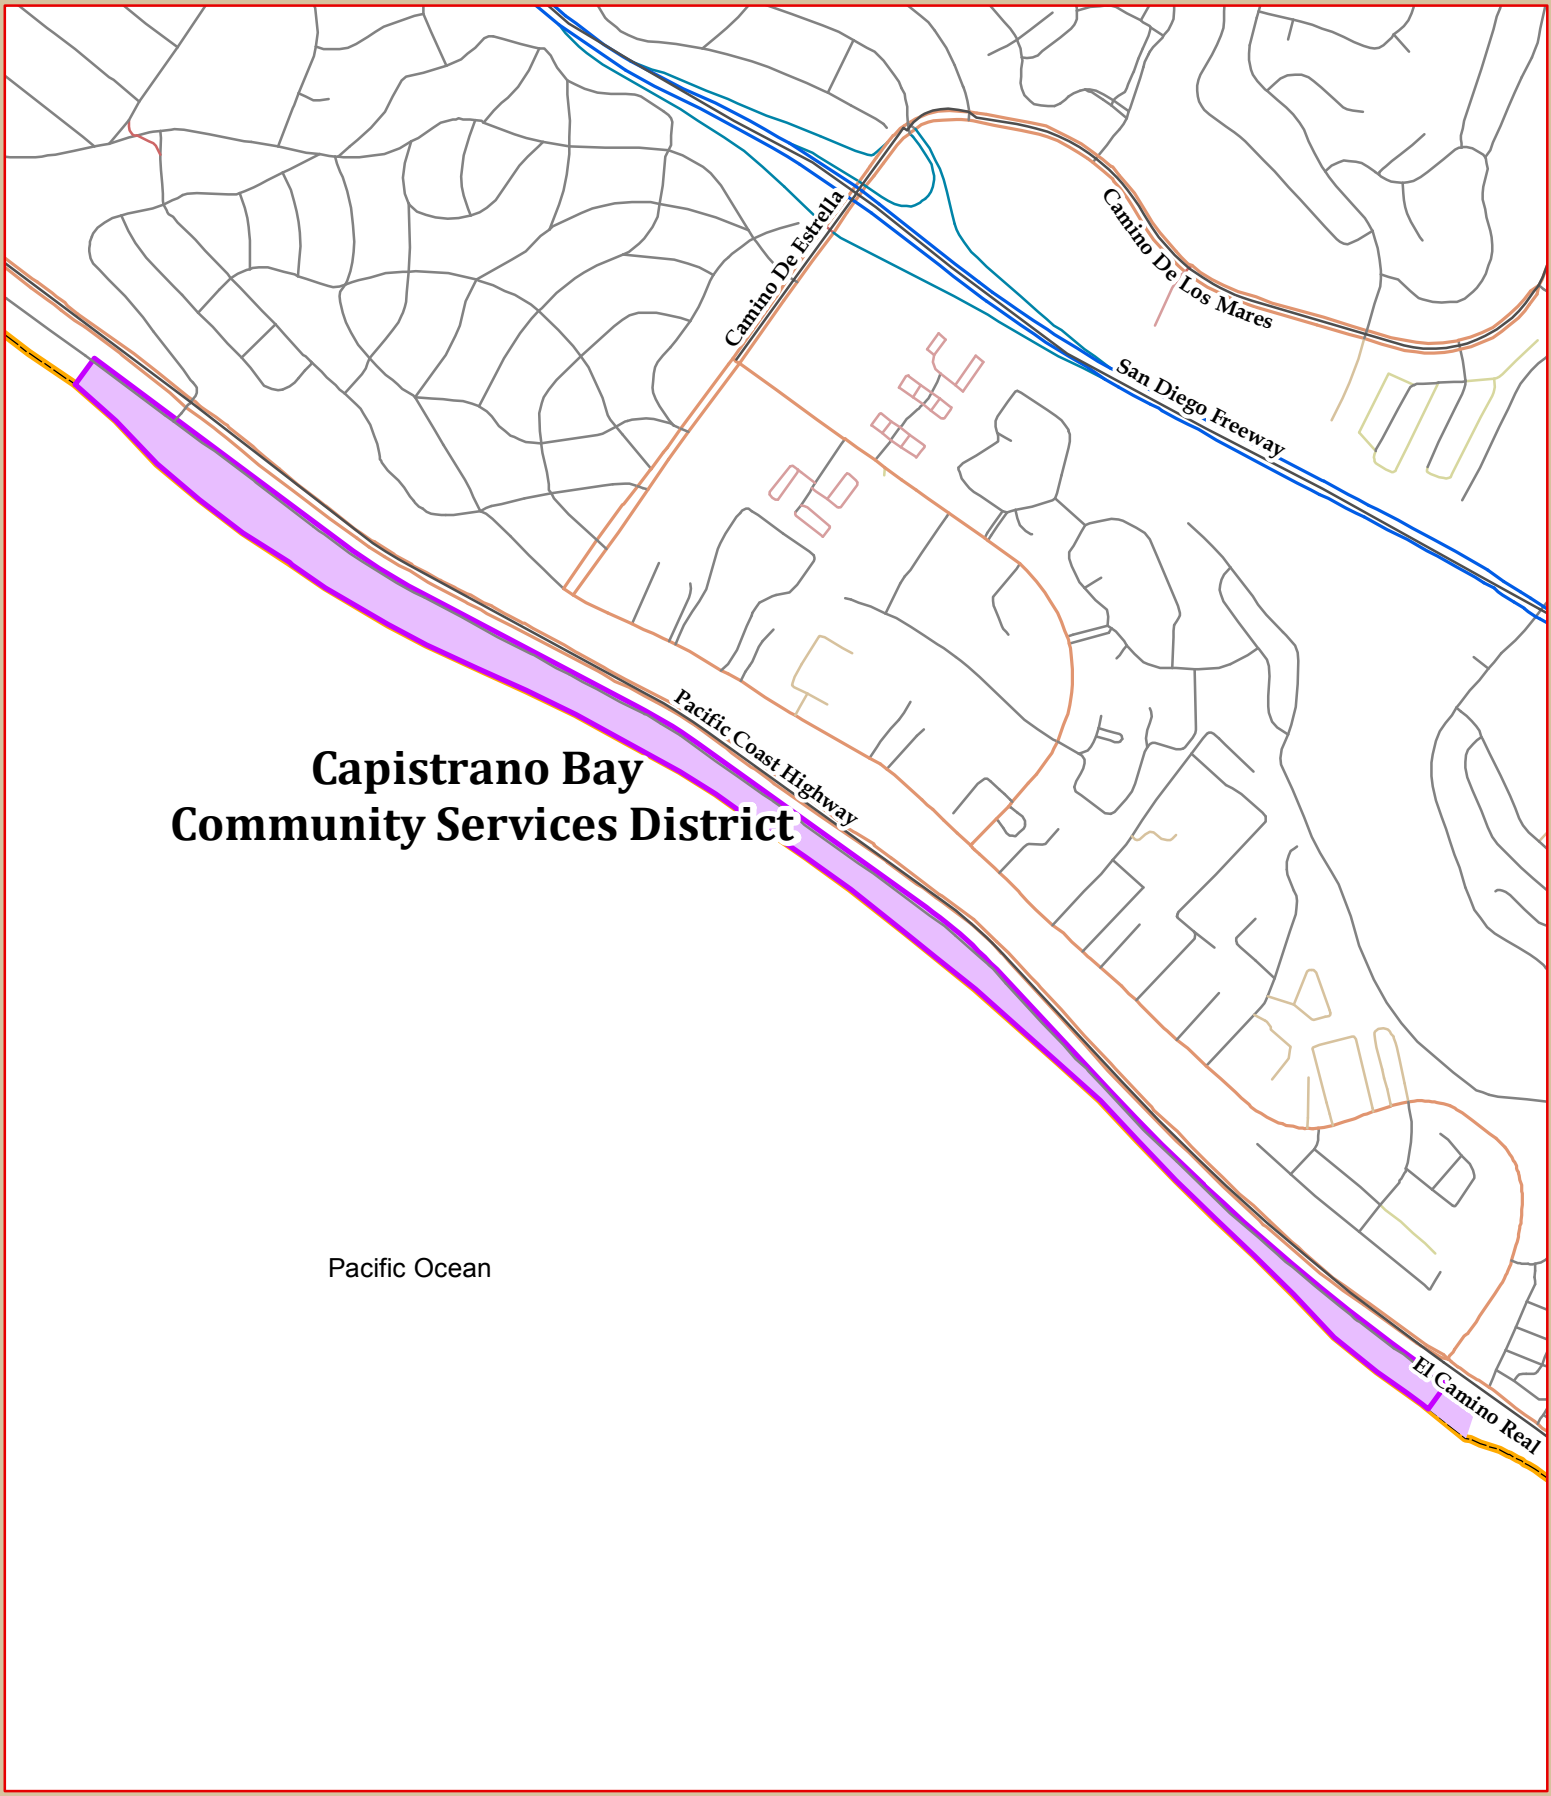 Camino De Estrella
Camino De Los Mares
San Diego Freeway
Pacific Coast Highway
Capistrano Bay
Community Services District
Pacific Ocean
El Camino Real